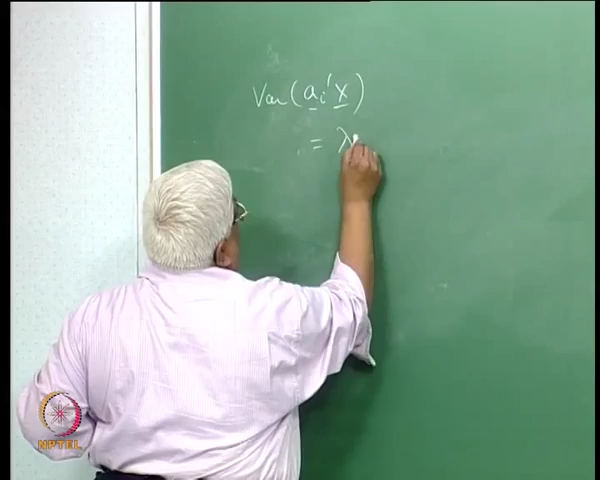 Var(a_i' x)
= λ
NPTEL